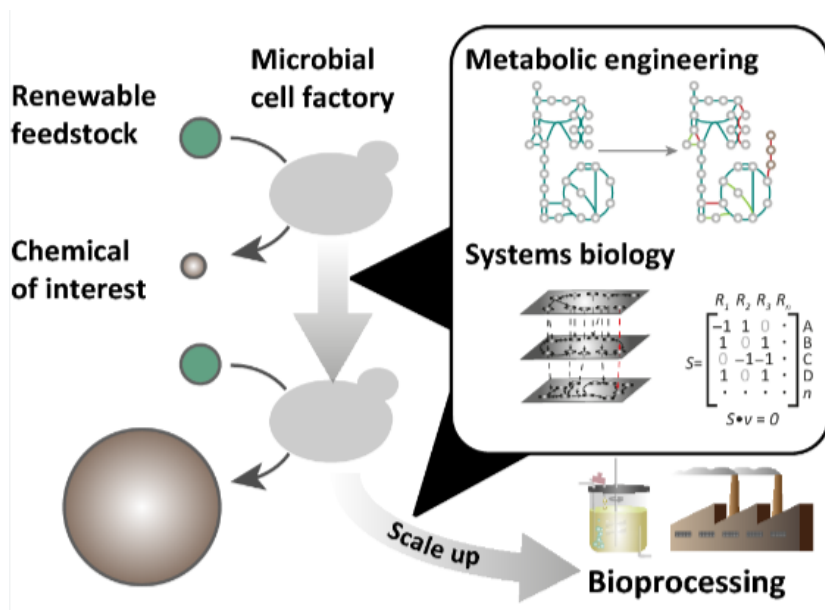 Renewable
feedstock
Microbial
cell factory
Chemical
of interest
Metabolic engineering
Systems biology
R1 R2 R3 Rn
−1 1 0 · A
1 0 1 · B
S= 0 −1 −1 · C
1 0 1 · D
· · · · n
S•v = 0
Scale up
Bioprocessing